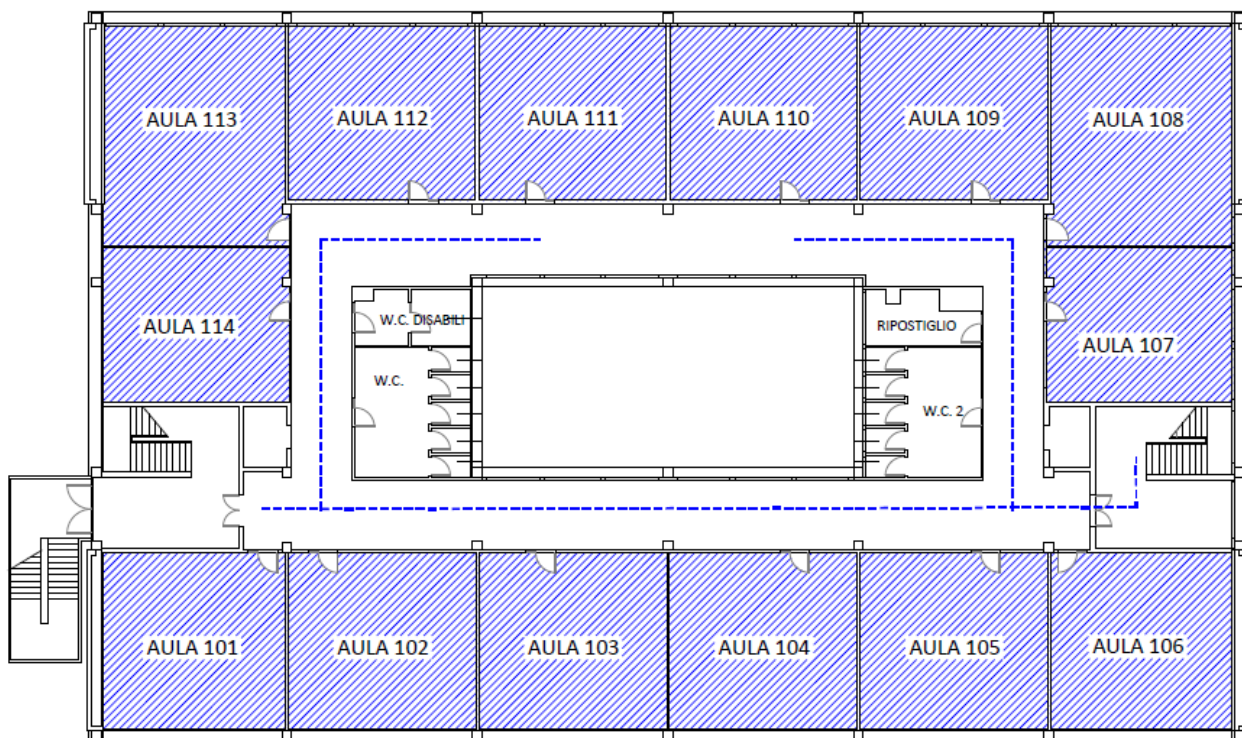 AULA 113
AULA 112
AULA 111
AULA 110
AULA 109
AULA 108
AULA 114
W.C. DISABILI
RIPOSTIGLIO
AULA 107
W.C.
W.C. 2
AULA 101
AULA 102
AULA 103
AULA 104
AULA 105
AULA 106